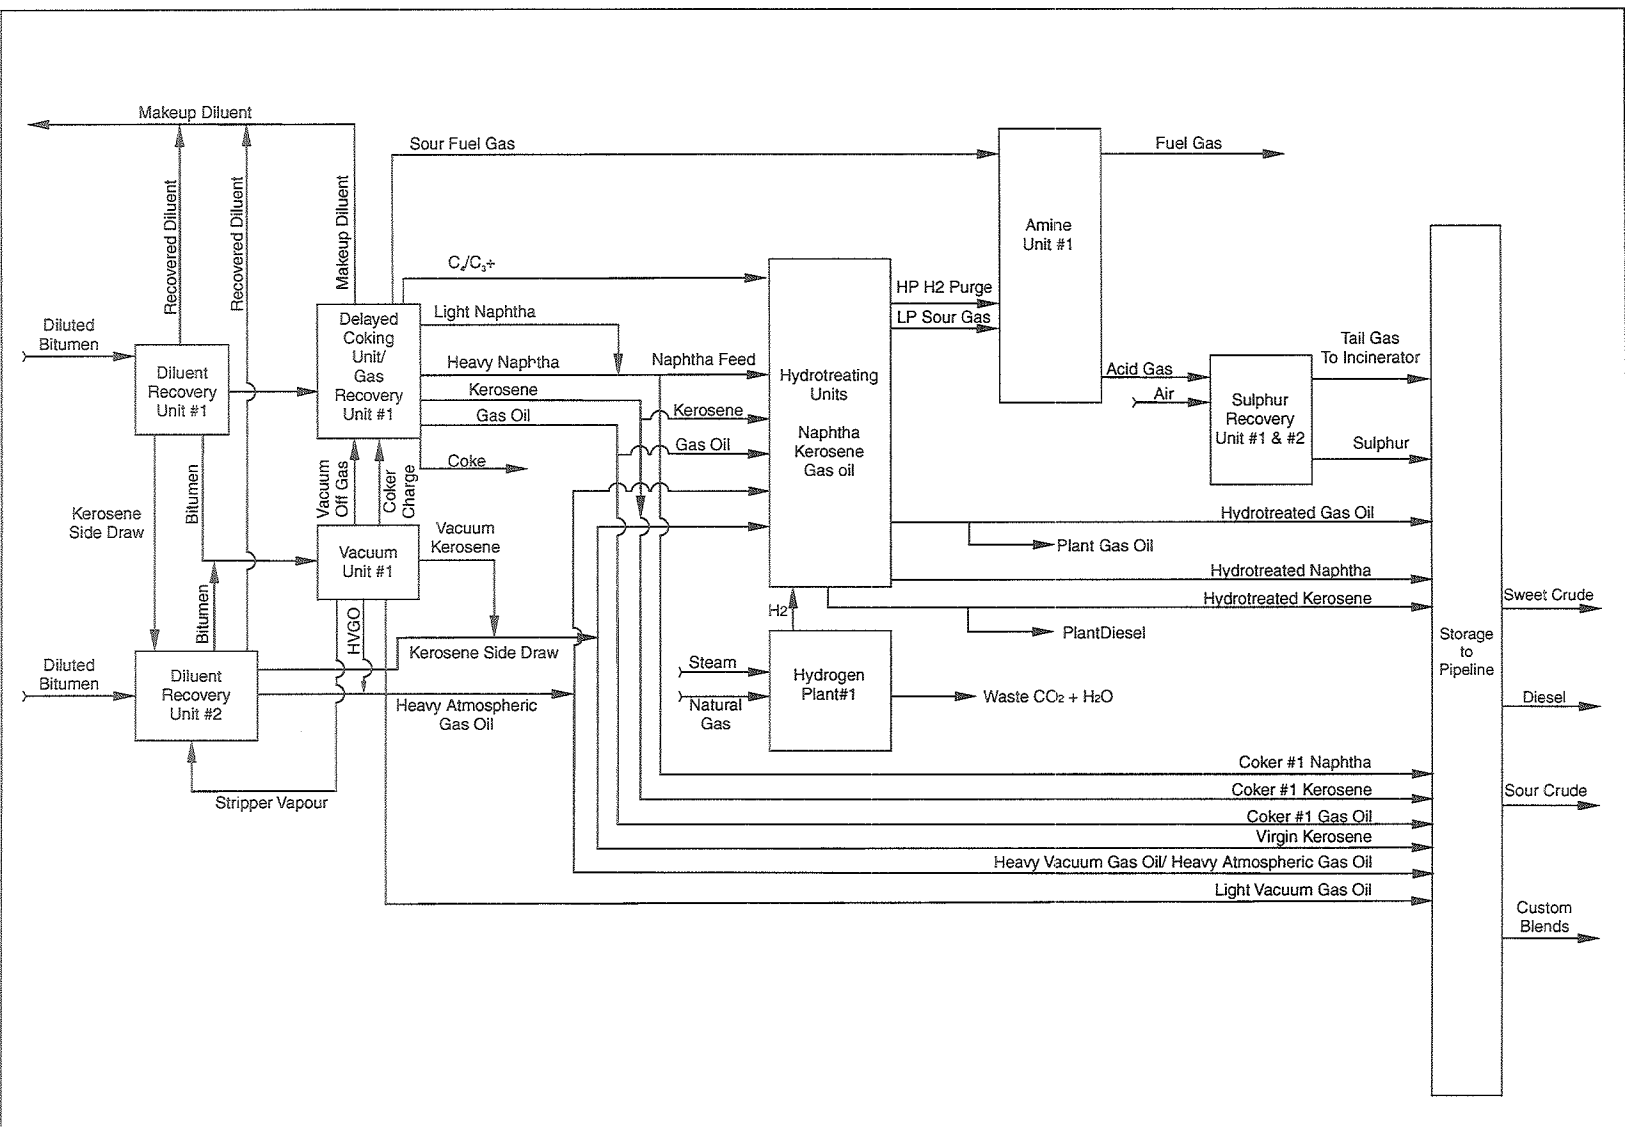 Makeup Diluent
Sour Fuel Gas
Fuel Gas
Recovered Diluent
Recovered Diluent
Makeup Diluent
Amine
Unit #1
C4/C3÷
HP H2 Purge
LP Sour Gas
Light Naphtha
Diluted
Bitumen
Delayed
Coking
Unit/
Gas
Recovery
Unit #1
Heavy Naphtha
Naphtha Feed
Kerosene
Kerosene
Gas Oil
Gas Oil
Coke
Diluent
Recovery
Unit #1
Hydrotreating
Units
Naphtha
Kerosene
Gas oil
Acid Gas
Air
Tail Gas
To Incinerator
Sulphur
Recovery
Unit #1 & #2
Sulphur
Kerosene
Side Draw
Bitumen
Vacuum
Off Gas
Coker
Charge
Vacuum
Kerosene
Vacuum
Unit #1
Hydrotreated Gas Oil
Plant Gas Oil
Hydrotreated Naphtha
Hydrotreated Kerosene
PlantDiesel
H2
Bitumen
HVGO
Kerosene Side Draw
Diluted
Bitumen
Diluent
Recovery
Unit #2
Heavy Atmospheric
Gas Oil
Stripper Vapour
Steam
Natural
Gas
Hydrogen
Plant#1
Waste CO2 + H2O
Storage
to
Pipeline
Sweet Crude
Diesel
Sour Crude
Custom
Blends
Coker #1 Naphtha
Coker #1 Kerosene
Coker #1 Gas Oil
Virgin Kerosene
Heavy Vacuum Gas Oil/ Heavy Atmospheric Gas Oil
Light Vacuum Gas Oil